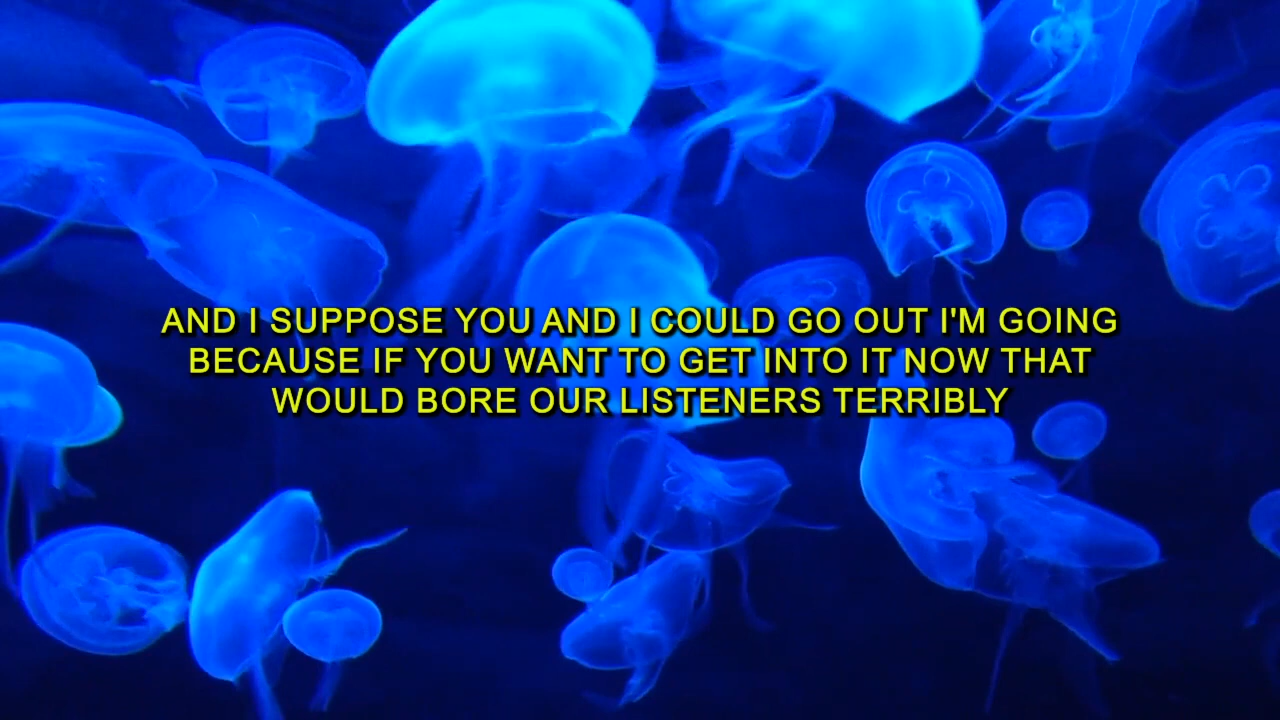 AND I SUPPOSE YOU AND I COULD GO OUT I'M GOING
BECAUSE IF YOU WANT TO GET INTO IT NOW THAT
WOULD BORE OUR LISTENERS TERRIBLY